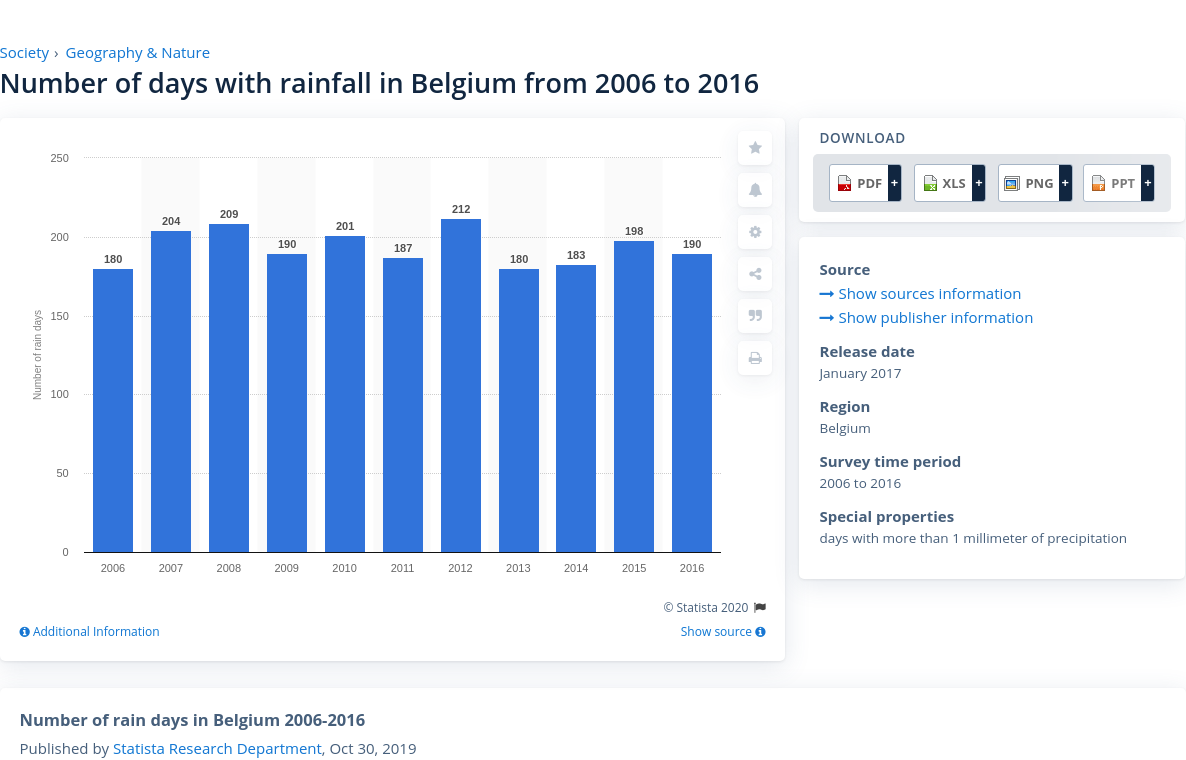 Society › Geography & Nature
Number of days with rainfall in Belgium from 2006 to 2016
250
200
150
100
50
0
Number of rain days
180
204
209
190
201
187
212
180
183
198
190
2006 2007 2008 2009 2010 2011 2012 2013 2014 2015 2016
© Statista 2020
Additional Information
Show source
DOWNLOAD
PDF + XLS + PNG + PPT +
Source
Show sources information
Show publisher information
Release date
January 2017
Region
Belgium
Survey time period
2006 to 2016
Special properties
days with more than 1 millimeter of precipitation
Number of rain days in Belgium 2006-2016
Published by Statista Research Department, Oct 30, 2019